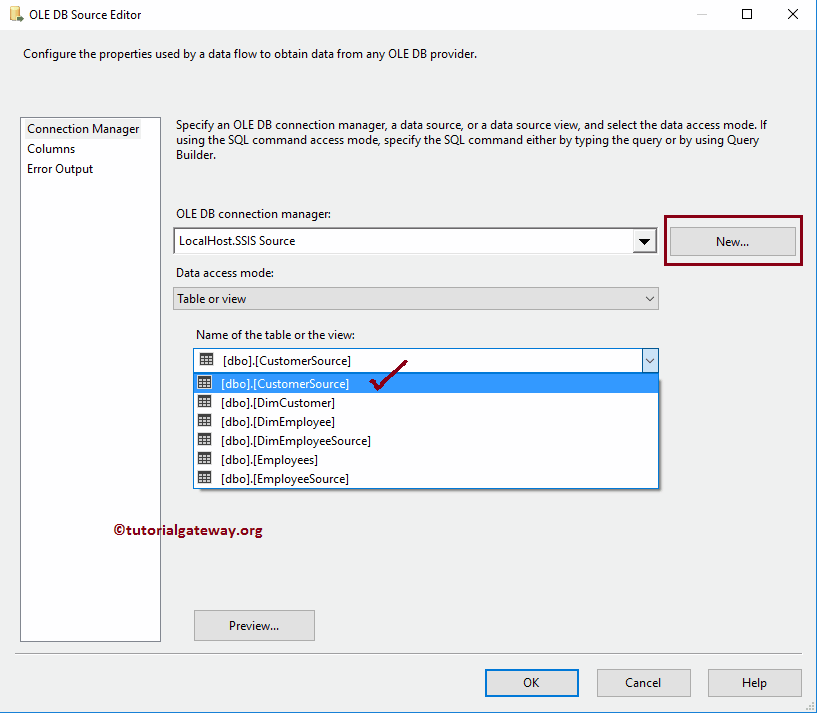 OLE DB Source Editor
Configure the properties used by a data flow to obtain data from any OLE DB provider.
Connection Manager
Columns
Error Output
Specify an OLE DB connection manager, a data source, or a data source view, and select the data access mode. If
using the SQL command access mode, specify the SQL command either by typing the query or by using Query
Builder.
OLE DB connection manager:
LocalHost.SSIS Source
New...
Data access mode:
Table or view
Name of the table or the view:
[dbo].[CustomerSource]
[dbo].[CustomerSource]
[dbo].[DimCustomer]
[dbo].[DimEmployee]
[dbo].[DimEmployeeSource]
[dbo].[Employees]
[dbo].[EmployeeSource]
©tutorialgateway.org
Preview...
OK
Cancel
Help